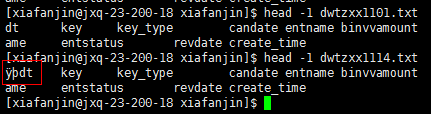 [xiafanjin@jxq-23-200-18 xiafanjin]$ head -1 dwtzxx1101.txt
dt key key_type candate entname binvvamount
ame entstatus revdate create_time
[xiafanjin@jxq-23-200-18 xiafanjin]$ head -1 dwtzxx1114.txt
ÿþdt key key_type candate entname binvvamount
ame entstatus revdate create_time
[xiafanjin@jxq-23-200-18 xiafanjin]$